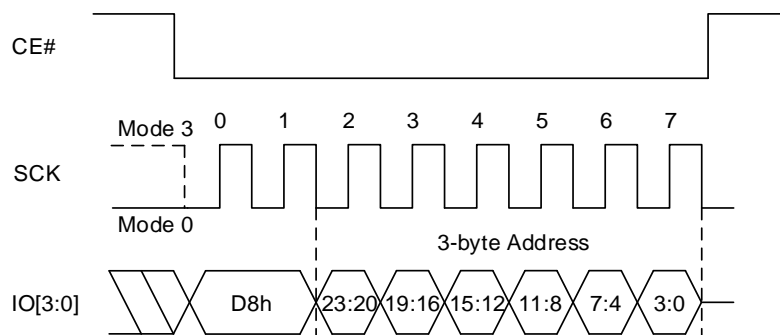 CE#
Mode 3 0 1 2 3 4 5 6 7
SCK
Mode 0
3-byte Address
IO[3:0] D8h 23:20 19:16 15:12 11:8 7:4 3:0